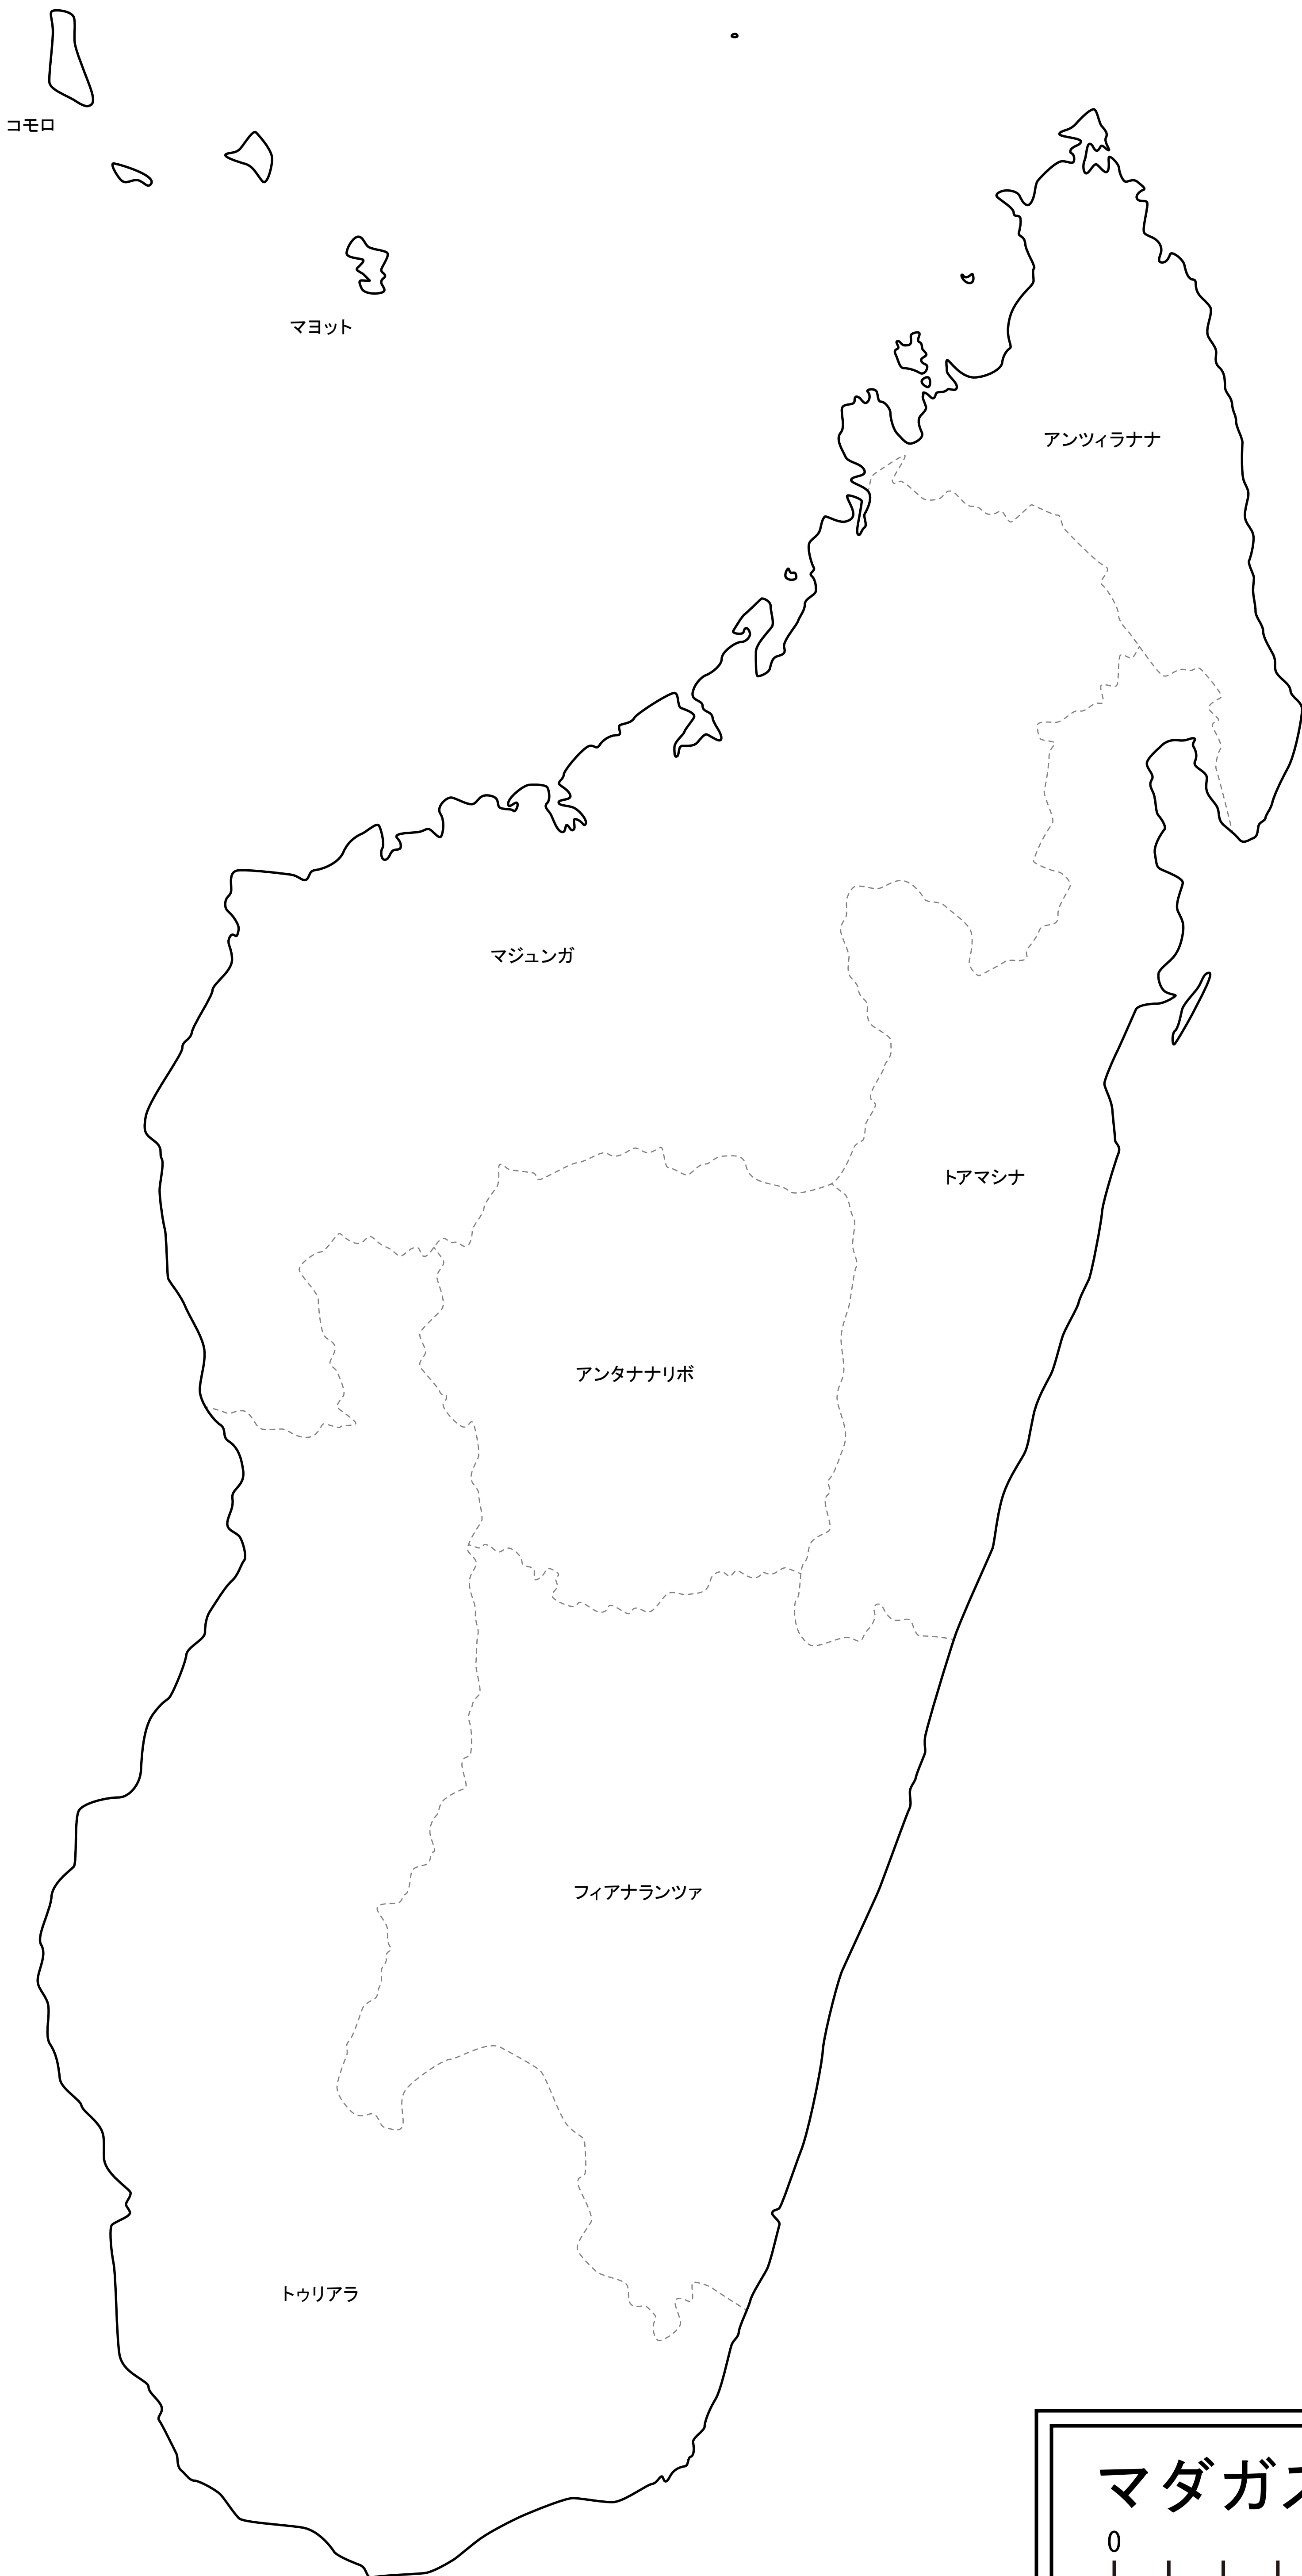 コモロ
マヨット
アンツィラナナ
マジュンガ
トアマシナ
アンタナナリボ
フィアナランツァ
トゥリアラ
マダガ
0